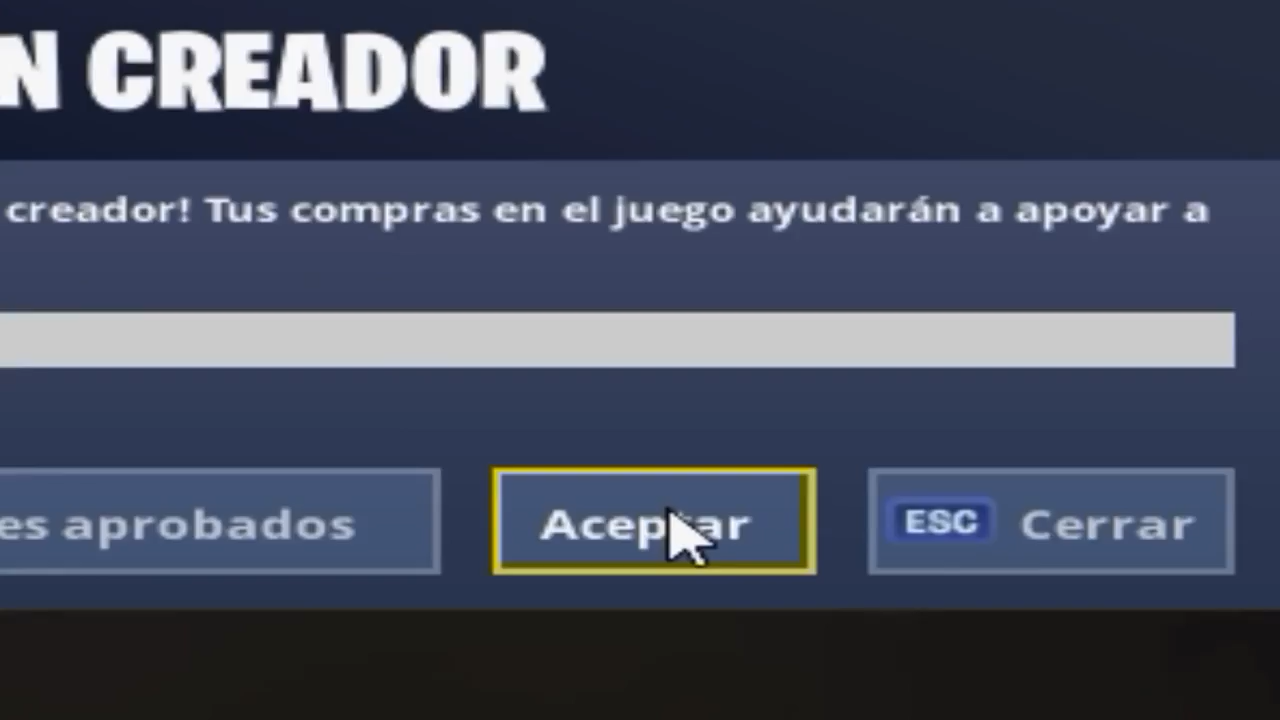 N CREADOR
creador! Tus compras en el juego ayudarán a apoyar a
es aprobados
Aceptar
ESC Cerrar